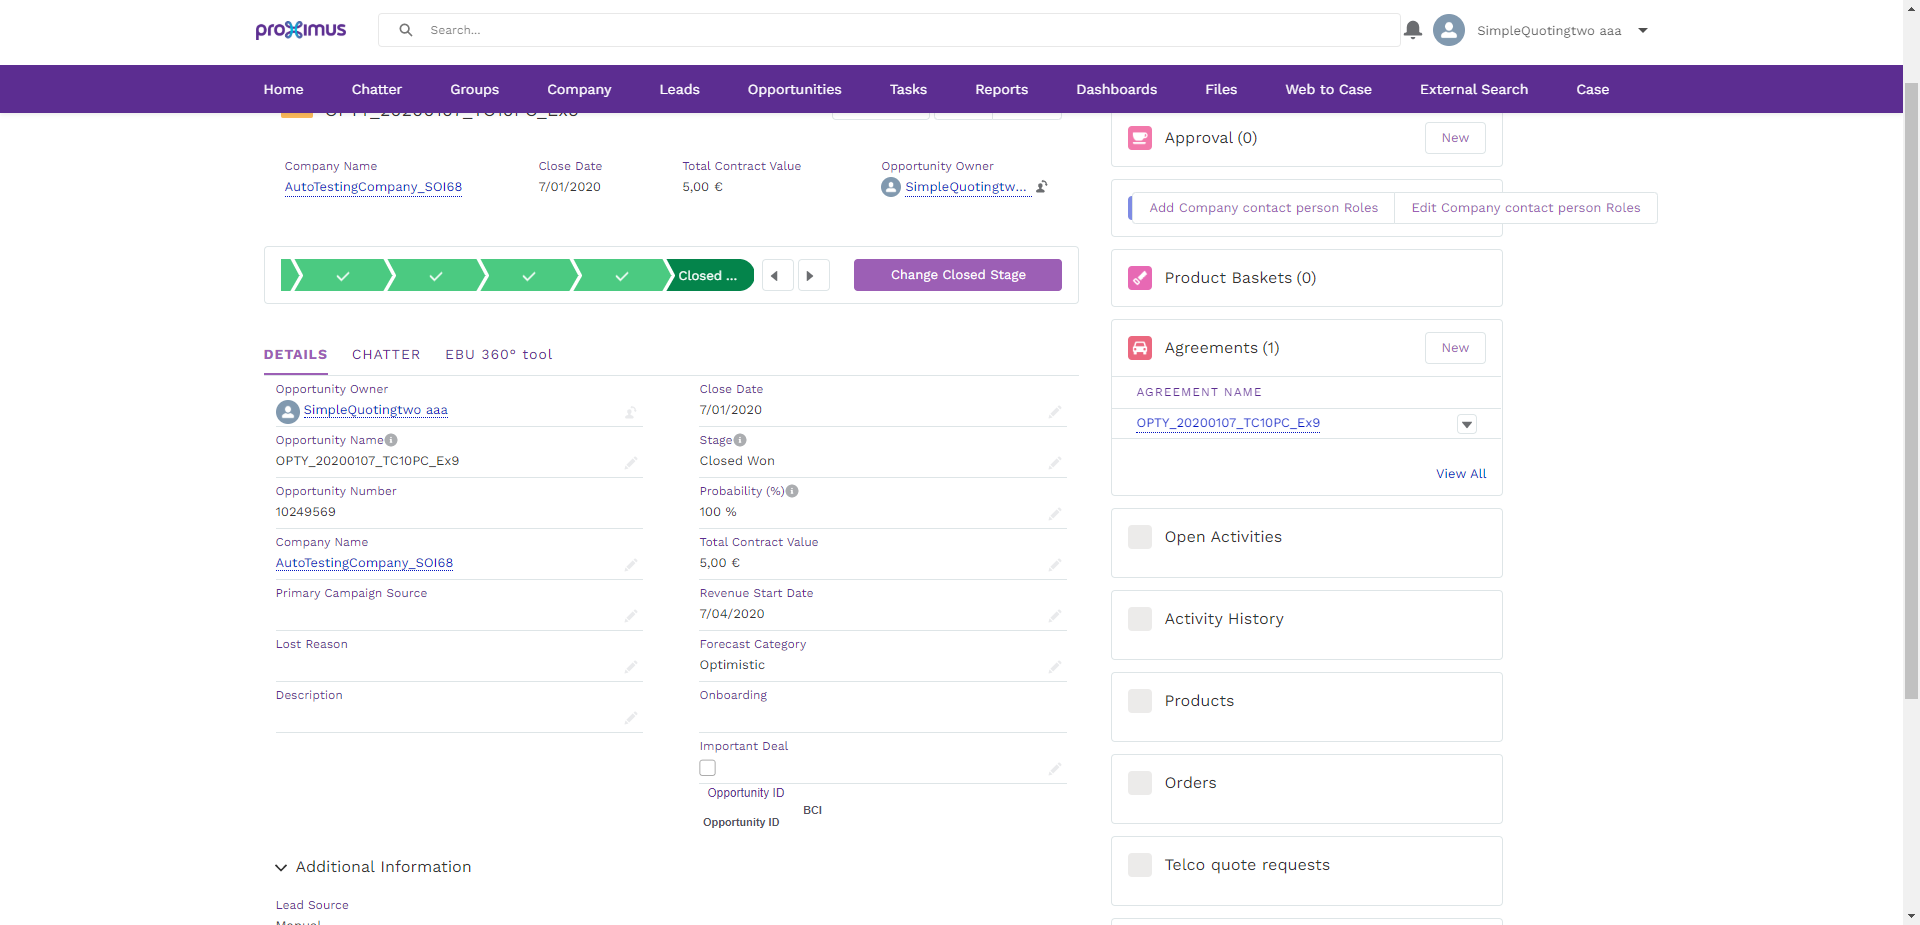 proximus
Search...
SimpleQuotingtwo aaa
Home Chatter Groups Company Leads Opportunities Tasks Reports Dashboards Files Web to Case External Search Case
OPTY_20200107_TC10PC_Ex9
Company Name Close Date Total Contract Value Opportunity Owner
AutoTestingCompany_SOI68 7/01/2020 5,00 € SimpleQuotingtw...
Closed ...
Change Closed Stage
DETAILS CHATTER EBU 360° tool
Opportunity Owner
SimpleQuotingtwo aaa
Opportunity Name
OPTY_20200107_TC10PC_Ex9
Opportunity Number
10249569
Company Name
AutoTestingCompany_SOI68
Primary Campaign Source
Lost Reason
Description
Close Date
7/01/2020
Stage
Closed Won
Probability (%)
100 %
Total Contract Value
5,00 €
Revenue Start Date
7/04/2020
Forecast Category
Optimistic
Onboarding
Important Deal
Opportunity ID
BCI
Opportunity ID
Additional Information
Lead Source
Manual
Approval (0)
New
Add Company contact person Roles
Edit Company contact person Roles
Product Baskets (0)
Agreements (1)
New
AGREEMENT NAME
OPTY_20200107_TC10PC_Ex9
View All
Open Activities
Activity History
Products
Orders
Telco quote requests